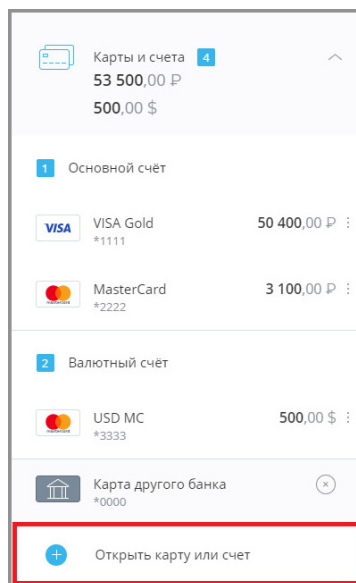 Карты и счета 4
53 500,00 ₽
500,00 $
1 Основной счёт
VISA VISA Gold 50 400,00 ₽
*1111
MasterCard 3 100,00 ₽
*2222
2 Валютный счёт
USD MC 500,00 $
*3333
Карта другого банка
*0000
Открыть карту или счет